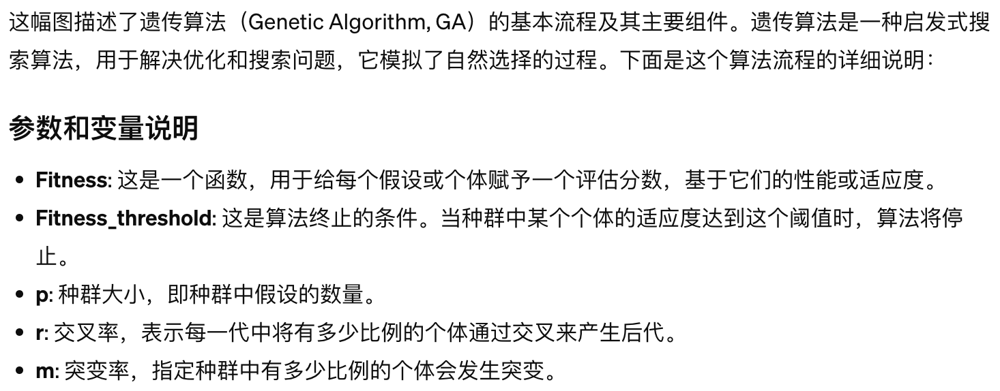 这幅图描述了遗传算法（Genetic Algorithm, GA）的基本流程及其主要组件。遗传算法是一种启发式搜
索算法，用于解决优化和搜索问题，它模拟了自然选择的过程。下面是这个算法流程的详细说明：
参数和变量说明
• Fitness: 这是一个函数，用于给每个假设或个体赋予一个评估分数，基于它们的性能或适应度。
• Fitness_threshold: 这是算法终止的条件。当种群中某个个体的适应度达到这个阈值时，算法将停
止。
• p: 种群大小，即种群中假设的数量。
• r: 交叉率，表示每一代中将有多少比例的个体通过交叉来产生后代。
• m: 突变率，指定种群中有多少比例的个体会发生突变。